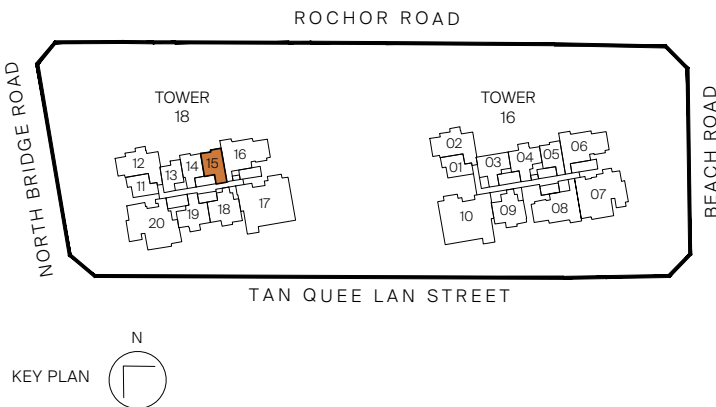 ROCHOR ROAD
NORTH BRIDGE ROAD
BEACH ROAD
TOWER
18
12
11
13
14
15
16
20
19
18
17
TOWER
16
02
01
03
04
05
06
10
09
08
07
TAN QUEE LAN STREET
N
KEY PLAN